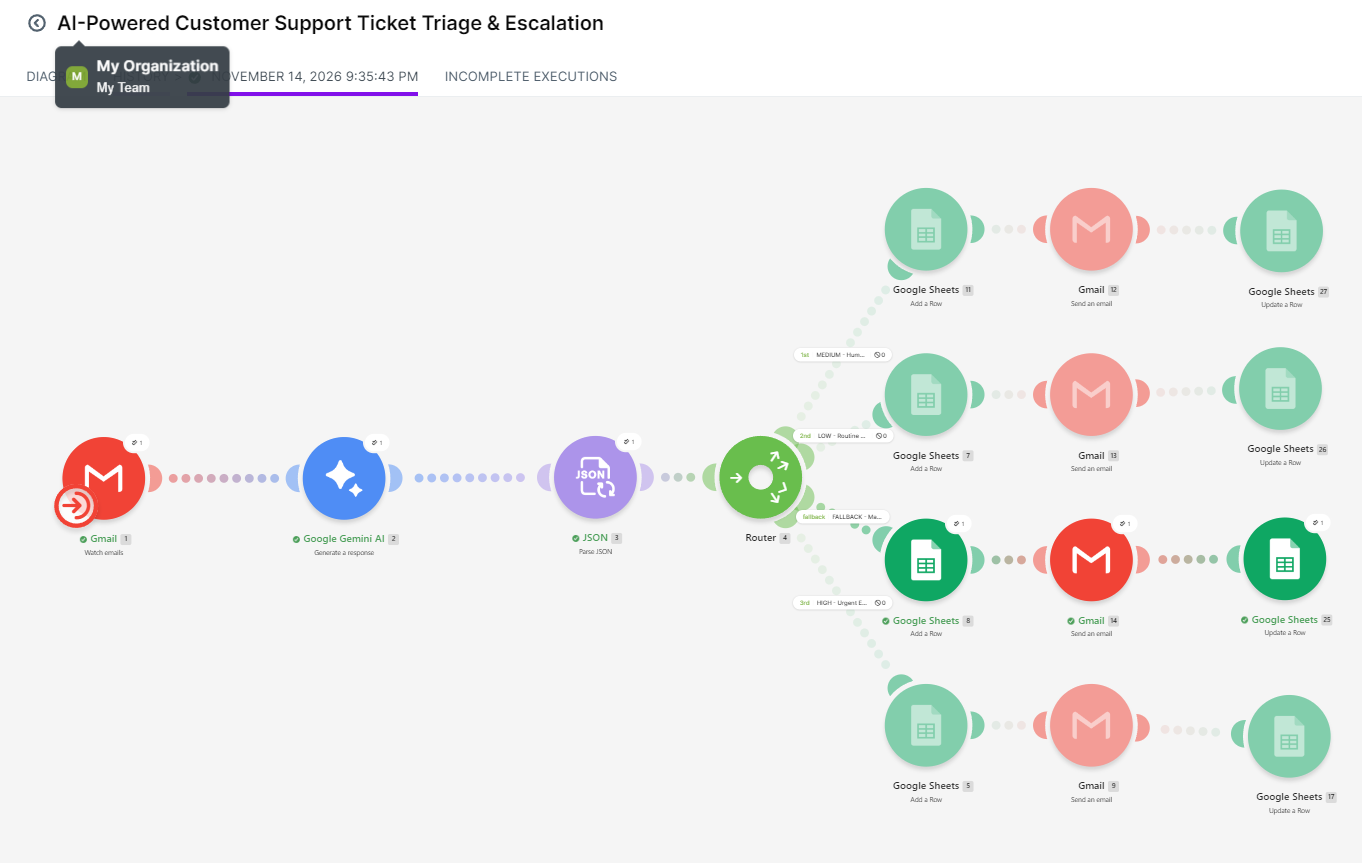 AI-Powered Customer Support Ticket Triage & Escalation
M
My Organization
My Team
NOVEMBER 14, 2026 9:35:43 PM
INCOMPLETE EXECUTIONS
Google Sheets 11
Add a Row
Gmail 12
Send an email
Google Sheets 27
Update a Row
1st MEDIUM - Hum... 0
2nd LOW - Routine ... 0
Google Sheets 7
Add a Row
Gmail 13
Send an email
Google Sheets 26
Update a Row
1
1
1
JSON
Gmail 1
Watch emails
Google Gemini AI 2
Generate a response
JSON 3
Parse JSON
Router 4
fallback FALLBACK - Ma...
1
1
1
3rd HIGH - Urgent E... 0
Google Sheets 8
Add a Row
Gmail 14
Send an email
Google Sheets 25
Update a Row
Google Sheets 5
Add a Row
Gmail 9
Send an email
Google Sheets 17
Update a Row